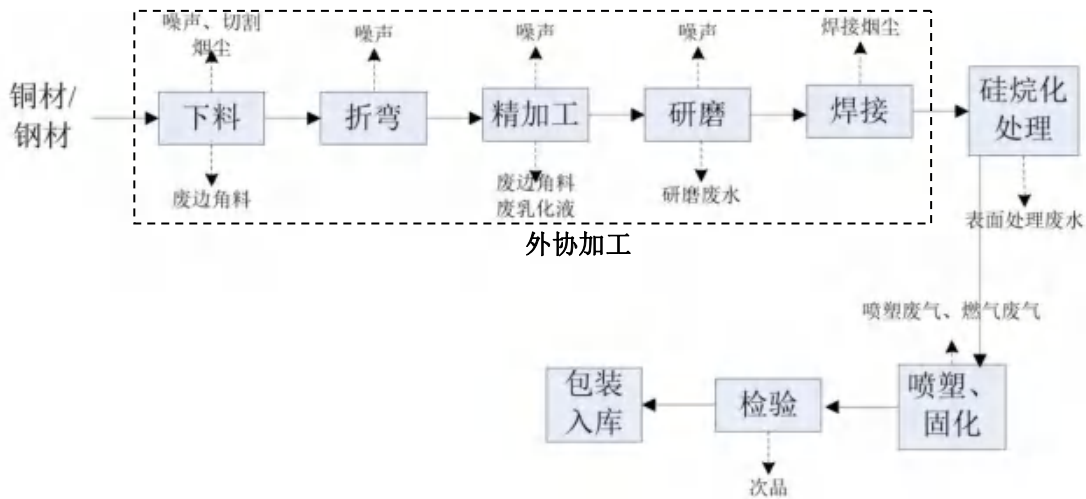 噪声、切割
烟尘
噪声
噪声
噪声
焊接烟尘
铜材/
钢材
下料
折弯
精加工
研磨
焊接
硅烷化
处理
废边角料
废边角料
废乳化液
研磨废水
表面处理废水
外协加工
喷塑废气、燃气废气
包装
入库
检验
喷塑、
固化
次品